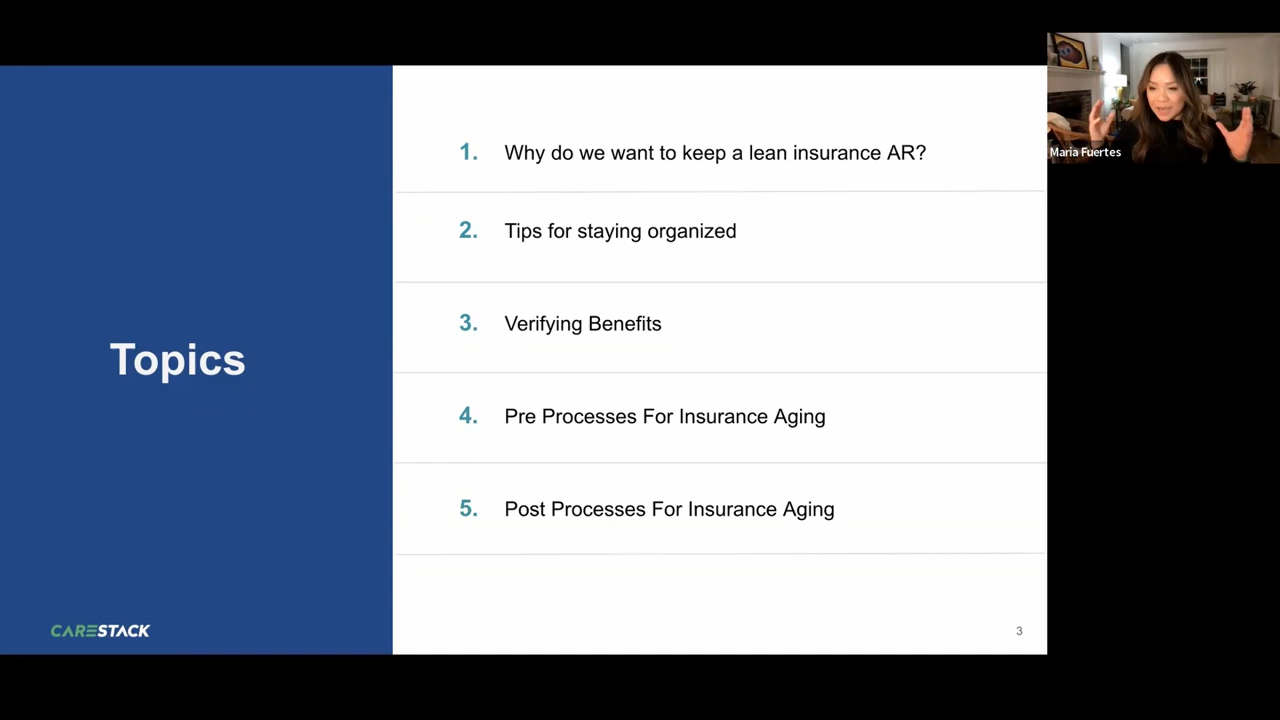 Topics
1. Why do we want to keep a lean insurance AR?
2. Tips for staying organized
3. Verifying Benefits
4. Pre Processes For Insurance Aging
5. Post Processes For Insurance Aging
CARESTACK
3
Maria Fuertes